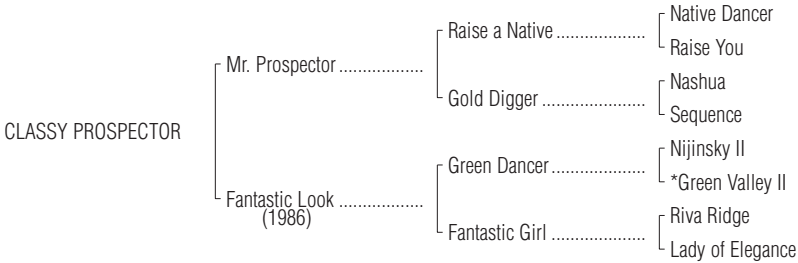 Native Dancer
Raise a Native ...................
Raise You
Mr. Prospector ..................
Nashua
Gold Digger ......................
Sequence
CLASSY PROSPECTOR
Nijinsky II
Green Dancer ....................
*Green Valley II
Fantastic Look ..................
(1986)
Riva Ridge
Fantastic Girl ....................
Lady of Elegance